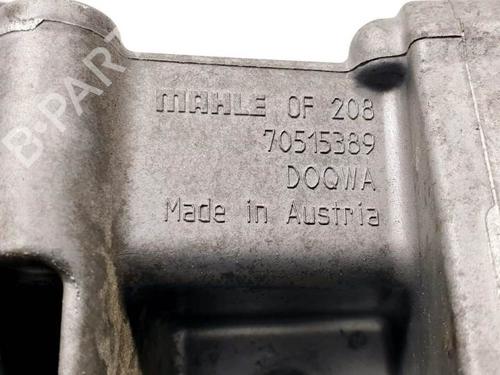 B-PARTS
MAHLE OF 208
70515389
DOQWA
Made in Austria